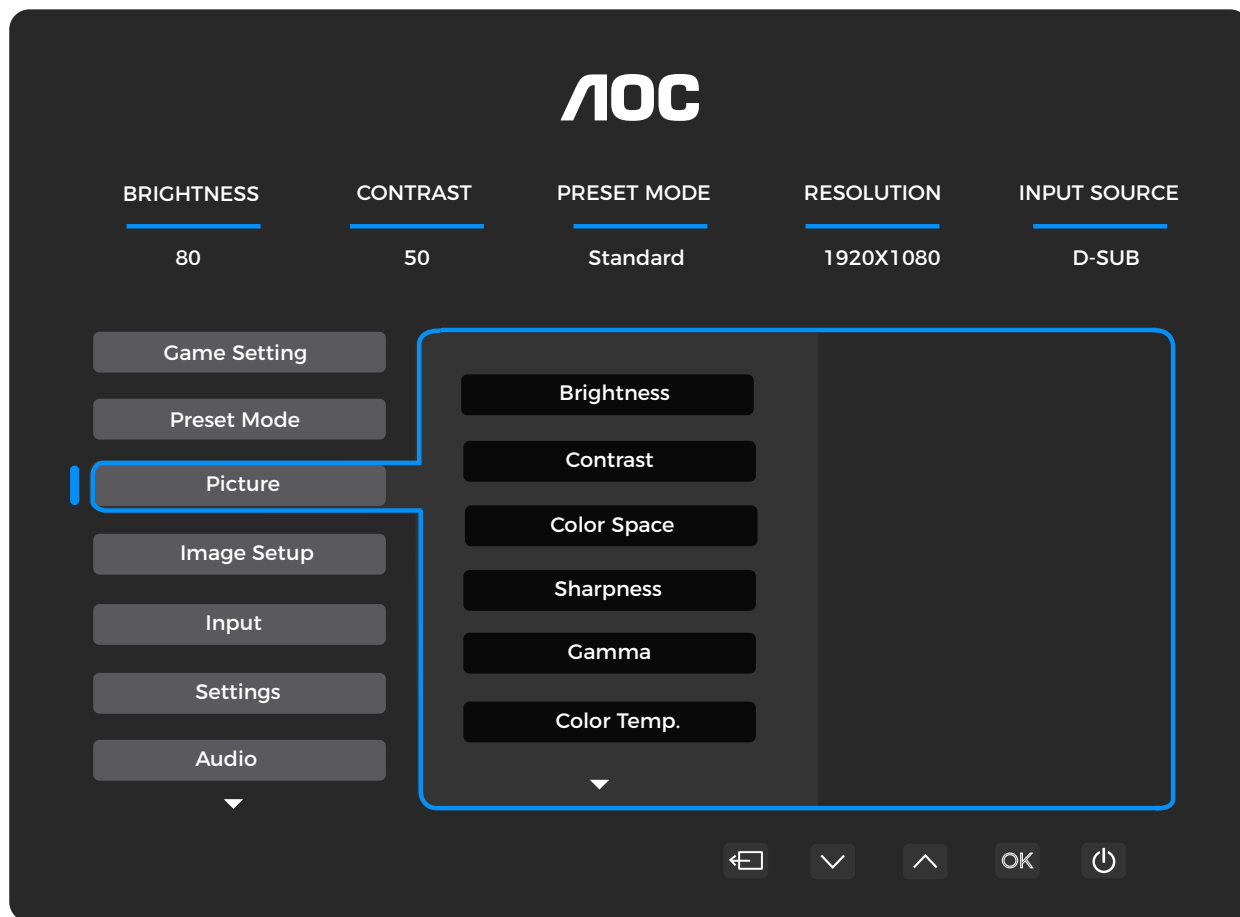 AOC
BRIGHTNESS CONTRAST PRESET MODE RESOLUTION INPUT SOURCE
80 50 Standard 1920X1080 D-SUB
Game Setting
Preset Mode
Picture
Image Setup
Input
Settings
Audio
Brightness
Contrast
Color Space
Sharpness
Gamma
Color Temp.
OK